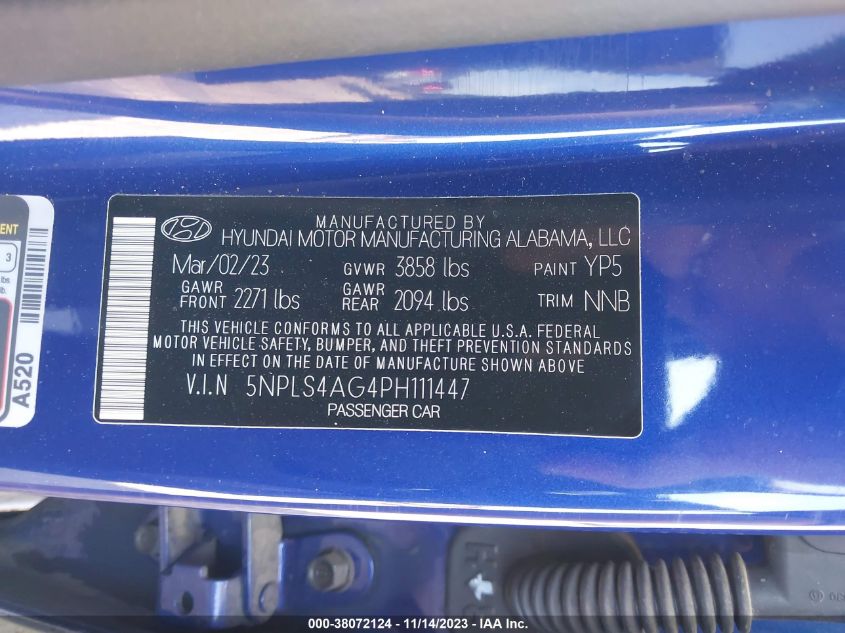 MANUFACTURED BY
HYUNDAI MOTOR MANUFACTURING ALABAMA, LLC
Mar/02/23 GVWR 3858 lbs PAINT YP5
GAWR FRONT 2271 lbs GAWR REAR 2094 lbs TRIM NNB
THIS VEHICLE CONFORMS TO ALL APPLICABLE U.S.A. FEDERAL
MOTOR VEHICLE SAFETY, BUMPER, AND THEFT PREVENTION STANDARDS
IN EFFECT ON THE DATE OF MANUFACTURE SHOWN ABOVE
V.I.N 5NPLS4AG4PH111447
PASSENGER CAR
3
lbs.
A520
000-38072124 - 11/14/2023 - IAA Inc.